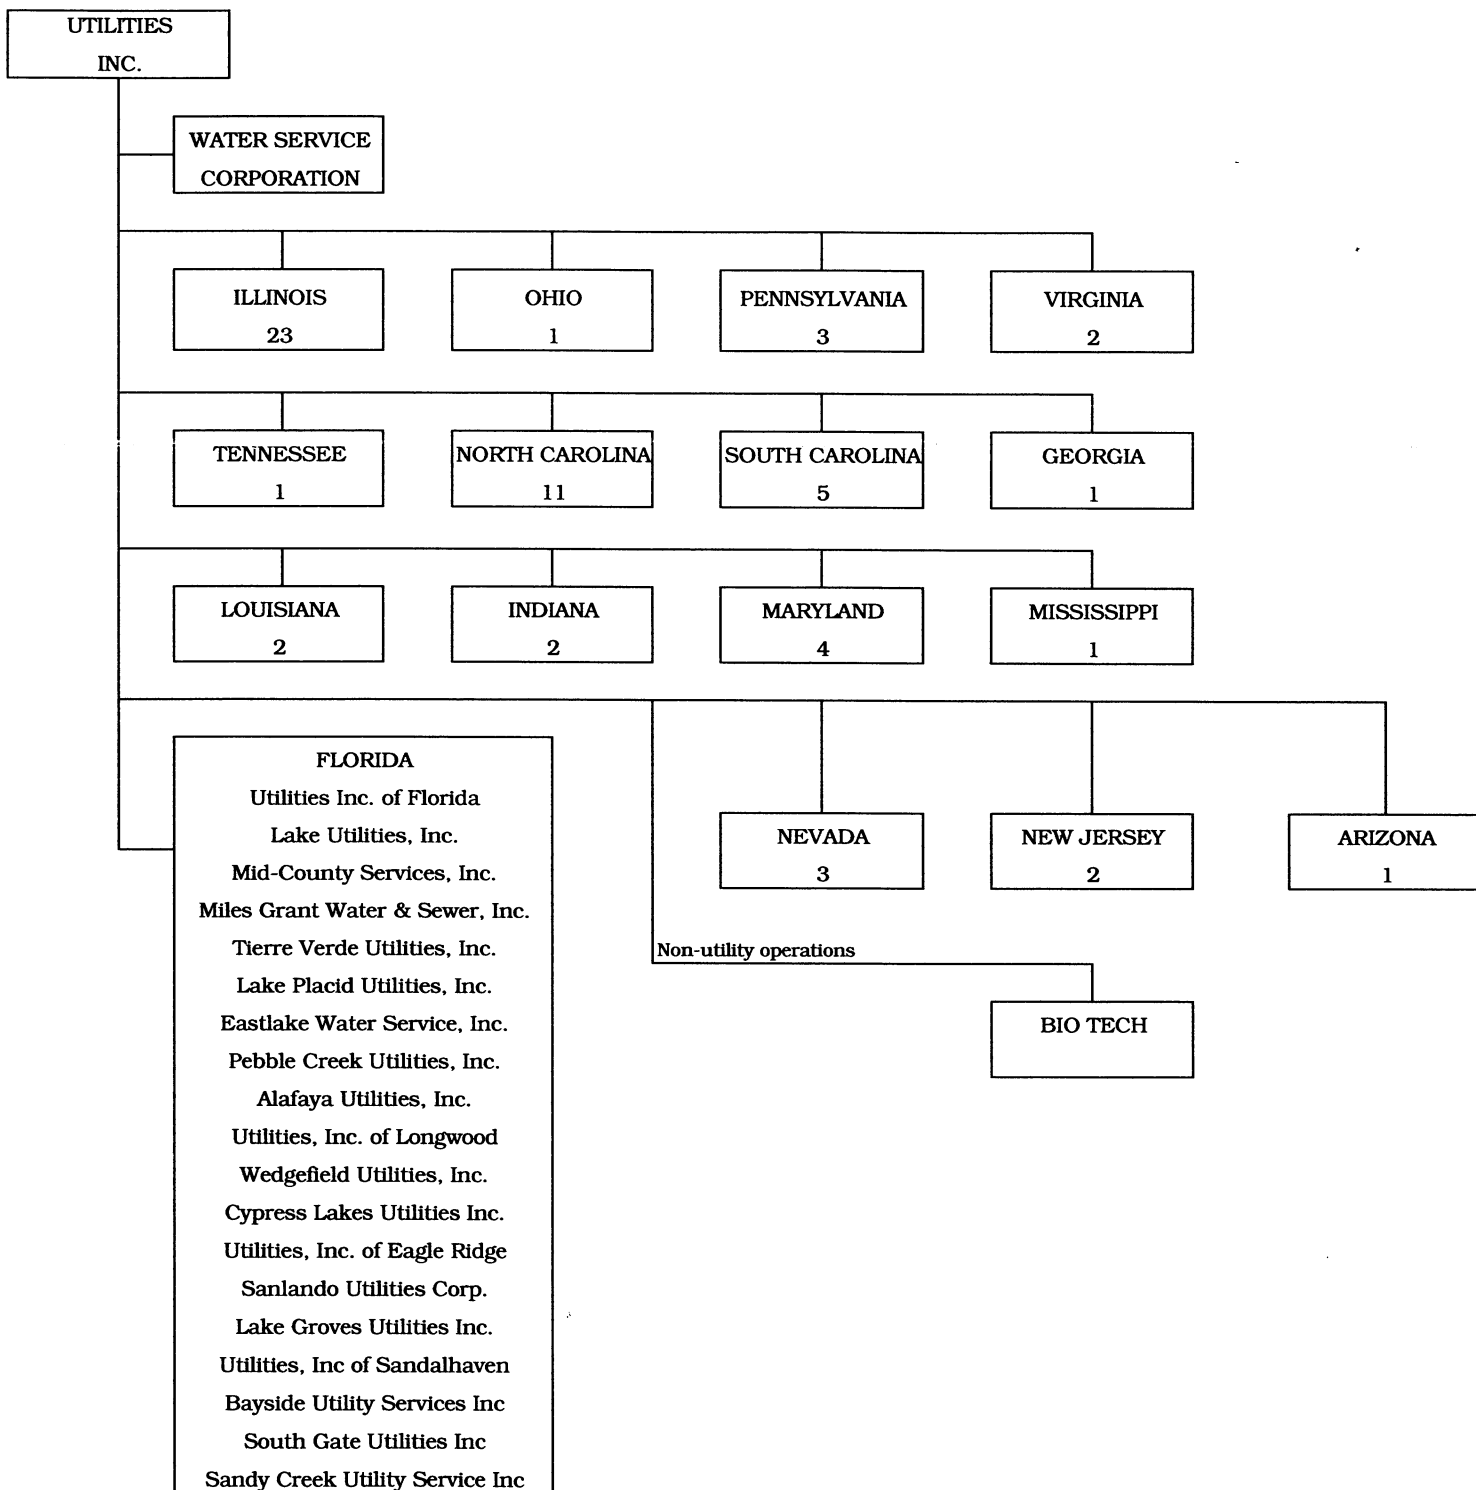 UTILITIES
INC.
WATER SERVICE
CORPORATION
ILLINOIS
23
OHIO
1
PENNSYLVANIA
3
VIRGINIA
2
TENNESSEE
1
NORTH CAROLINA
11
SOUTH CAROLINA
5
GEORGIA
1
LOUISIANA
2
INDIANA
2
MARYLAND
4
MISSISSIPPI
1
FLORIDA
Utilities Inc. of Florida
Lake Utilities, Inc.
Mid-County Services, Inc.
Miles Grant Water & Sewer, Inc.
Tierre Verde Utilities, Inc.
Lake Placid Utilities, Inc.
Eastlake Water Service, Inc.
Pebble Creek Utilities, Inc.
Alafaya Utilities, Inc.
Utilities, Inc. of Longwood
Wedgefield Utilities, Inc.
Cypress Lakes Utilities Inc.
Utilities, Inc. of Eagle Ridge
Sanlando Utilities Corp.
Lake Groves Utilities Inc.
Utilities, Inc of Sandalhaven
Bayside Utility Services Inc
South Gate Utilities Inc
Sandy Creek Utility Service Inc
NEVADA
3
NEW JERSEY
2
ARIZONA
1
Non-utility operations
BIO TECH